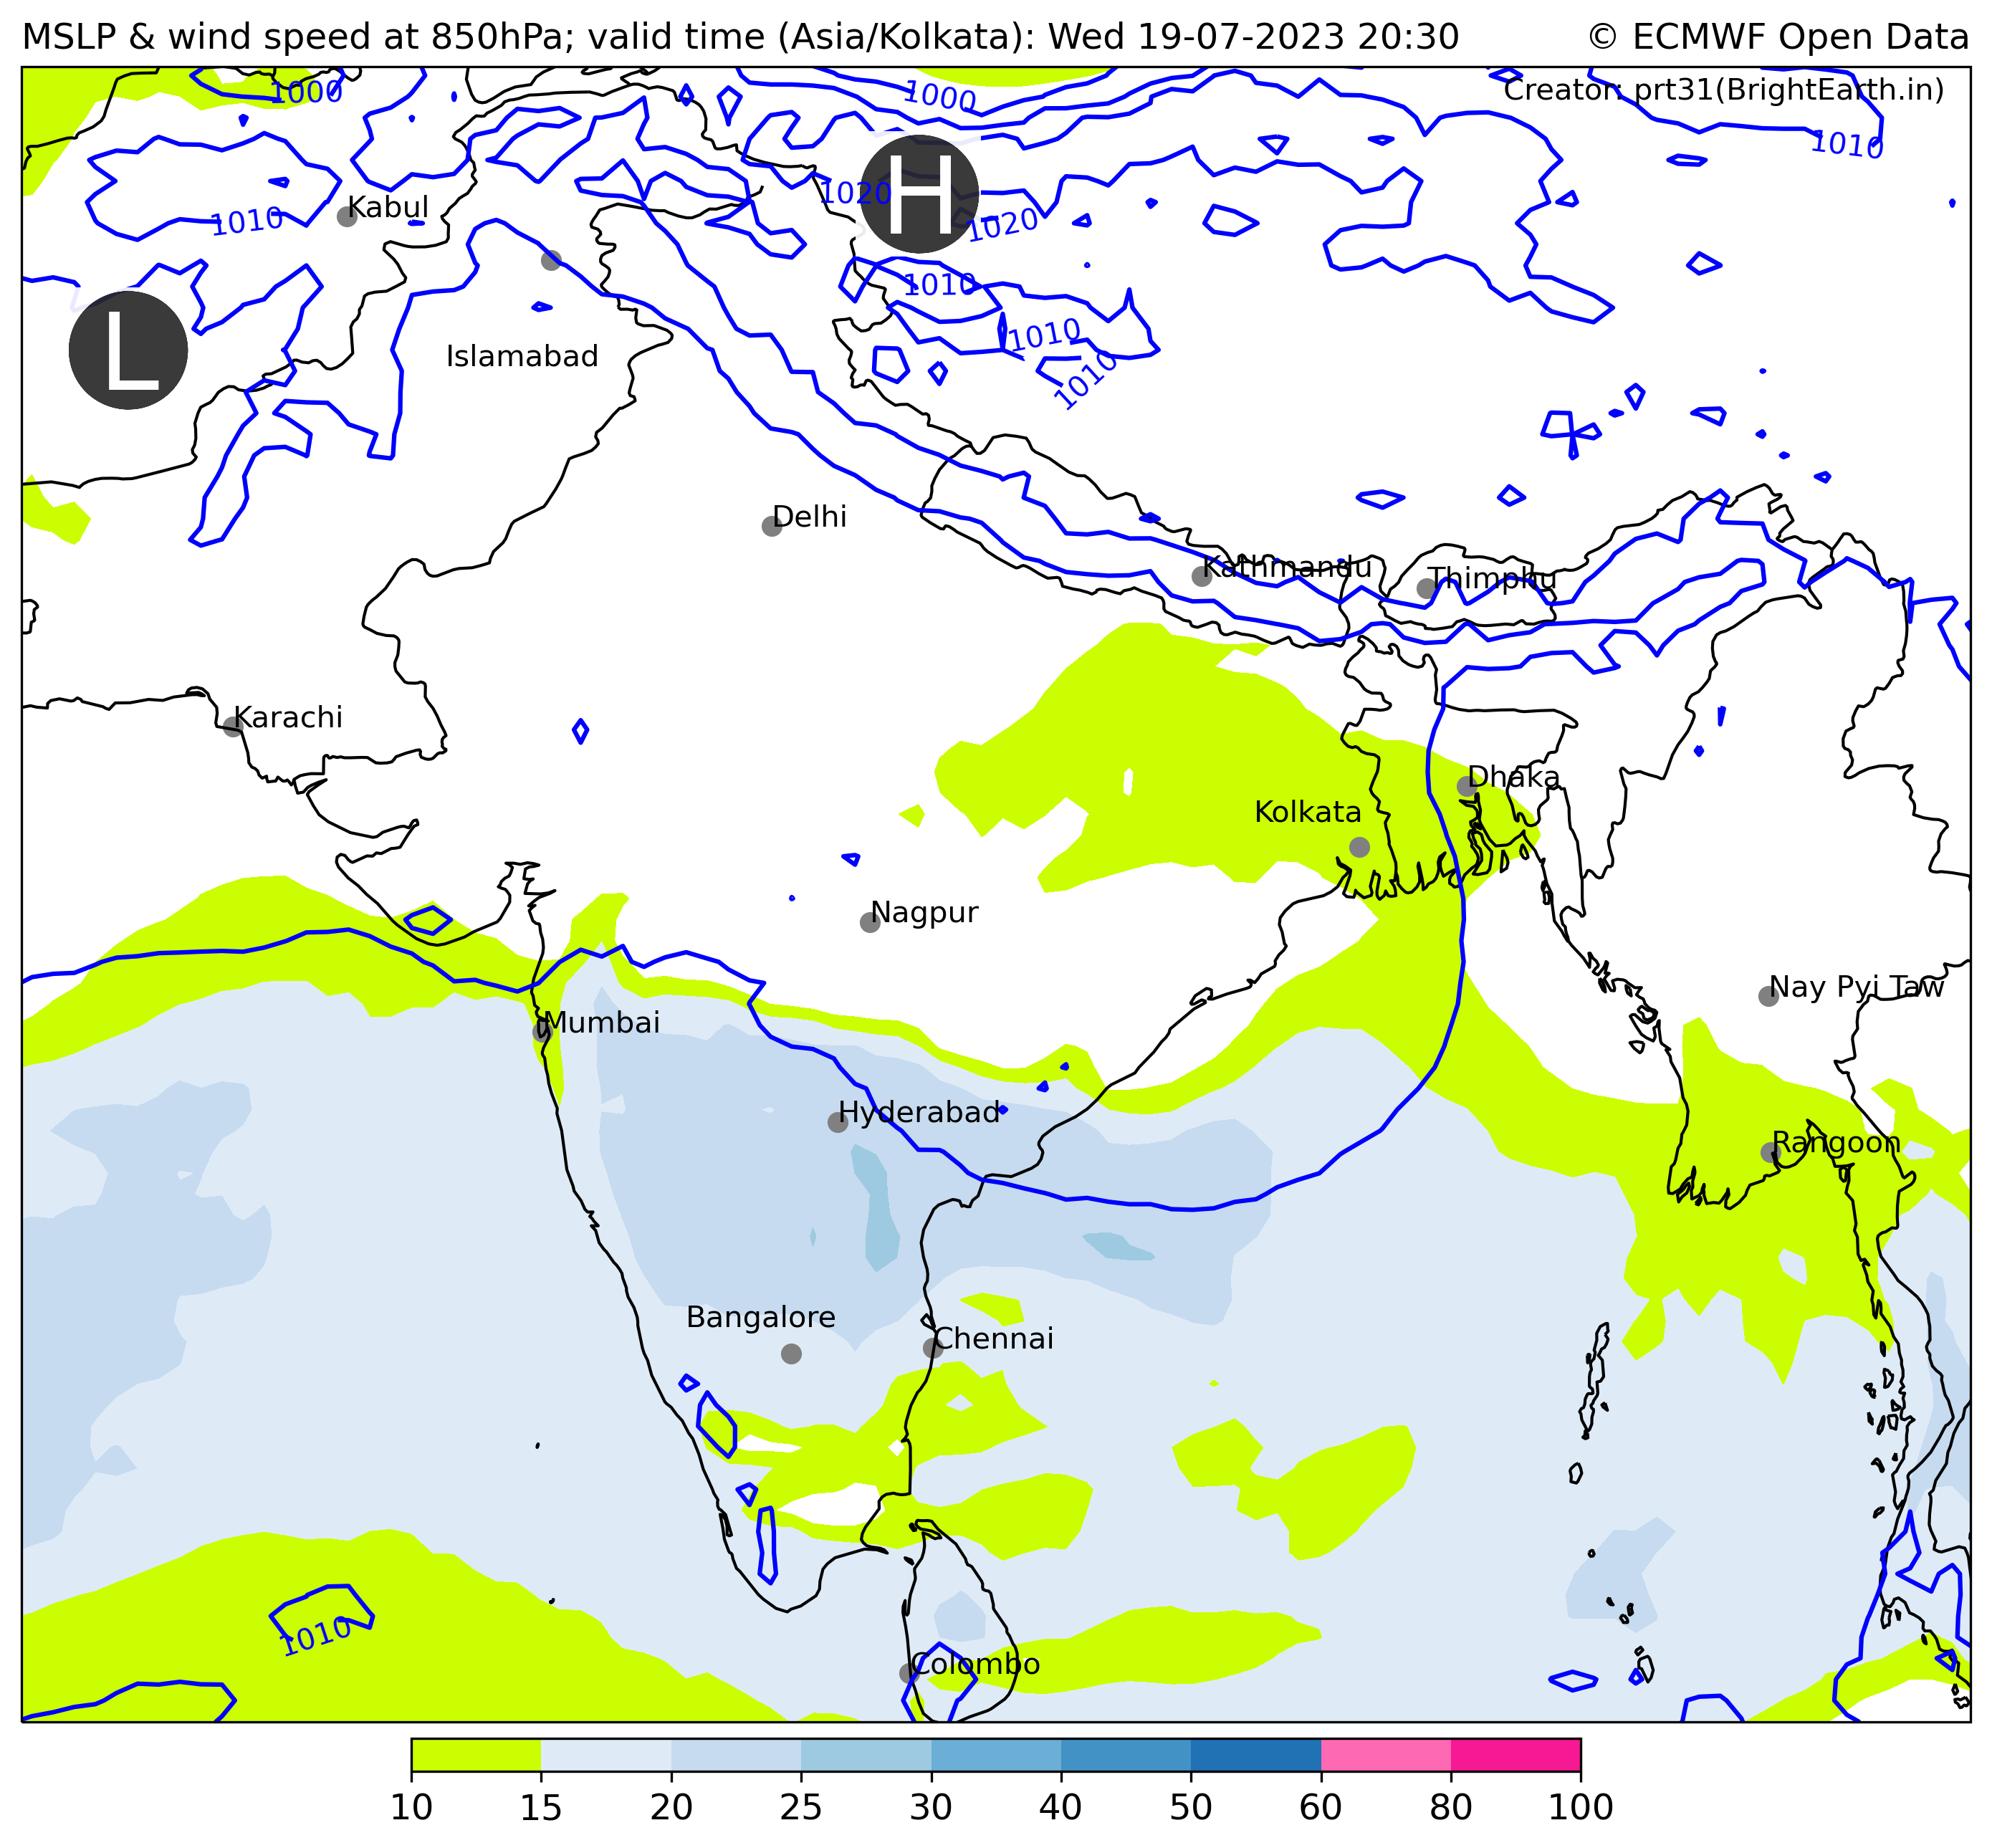 MSLP & wind speed at 850hPa; valid time (Asia/Kolkata): Wed 19-07-2023 20:30
© ECMWF Open Data
Creator: prt31(BrightEarth.in)
1000
1000
1010
1020
H
1020
Kabul
1010
1010
L
1010
Islamabad
1010
Delhi
Kathmandu
Thimphu
Karachi
Dhaka
Kolkata
Nagpur
Nay Pyi Taw
Mumbai
Hyderabad
Rangoon
Bangalore
Chennai
1010
Colombo
10 15 20 25 30 40 50 60 80 100